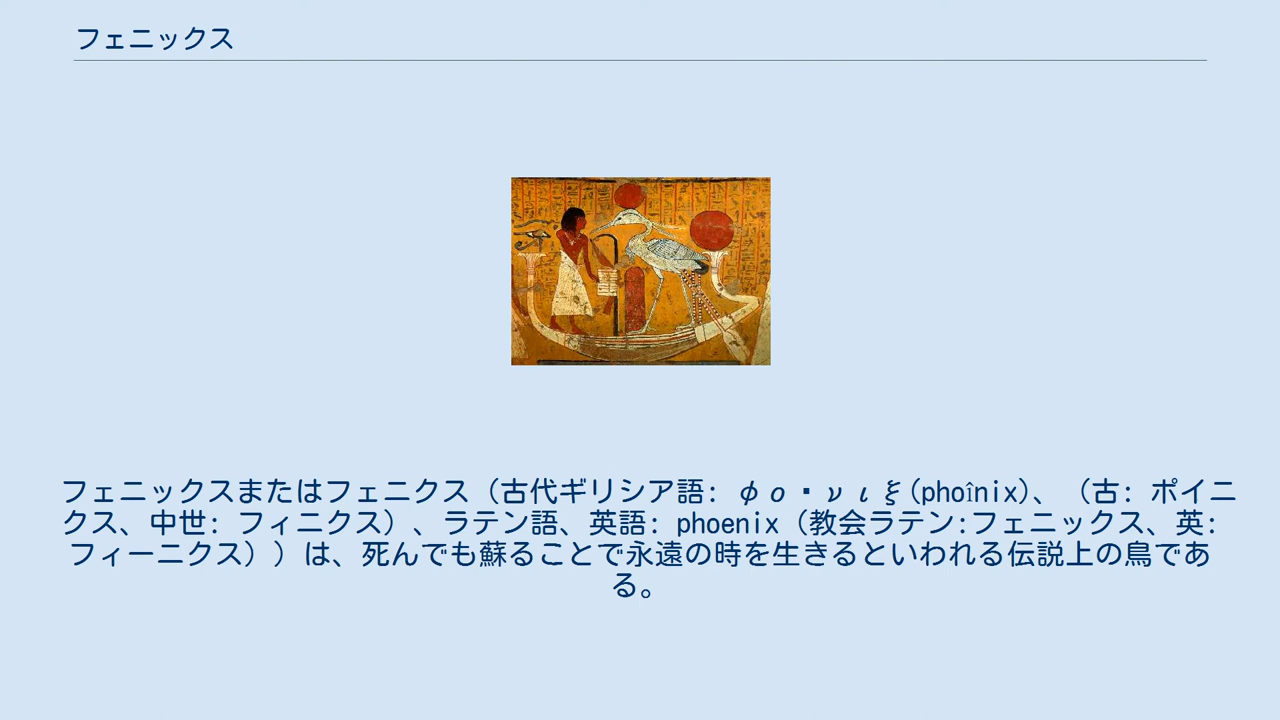 フェニックス
フェニックスまたはフェニクス（古代ギリシア語: φο▪νιξ(phoînix)、（古: ポイニ
クス、中世: フィニクス）、ラテン語、英語: phoenix（教会ラテン:フェニックス、英:
フィーニクス））は、死んでも蘇ることで永遠の時を生きるといわれる伝説上の鳥であ
る。